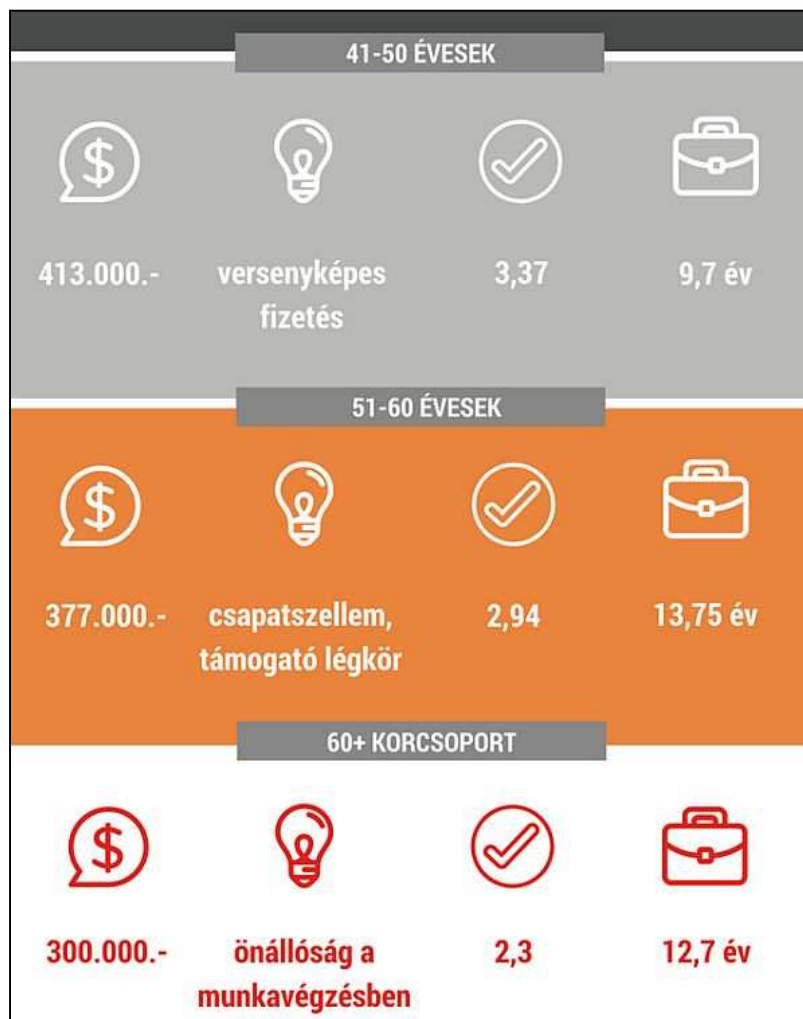 41-50 ÉVESEK
413.000.- versenyképes 3,37 9,7 év
fizetés
51-60 ÉVESEK
377.000.- csapatszellem, 2,94 13,75 év
támogató légkör
60+ KORCSOPORT
300.000.- önállóság a 2,3 12,7 év
munkavégzésben